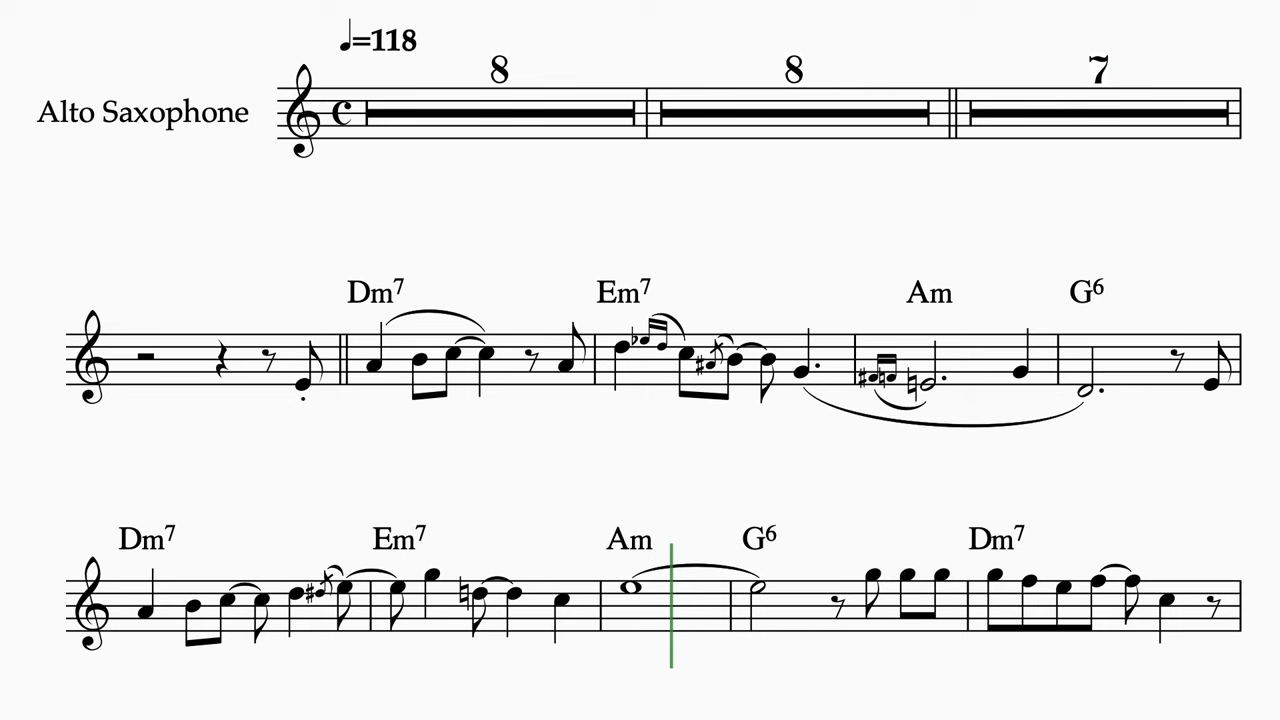 ♩=118
8 8 7
Alto Saxophone
Dm7 Em7 Am G6
Dm7 Em7 Am G6 Dm7